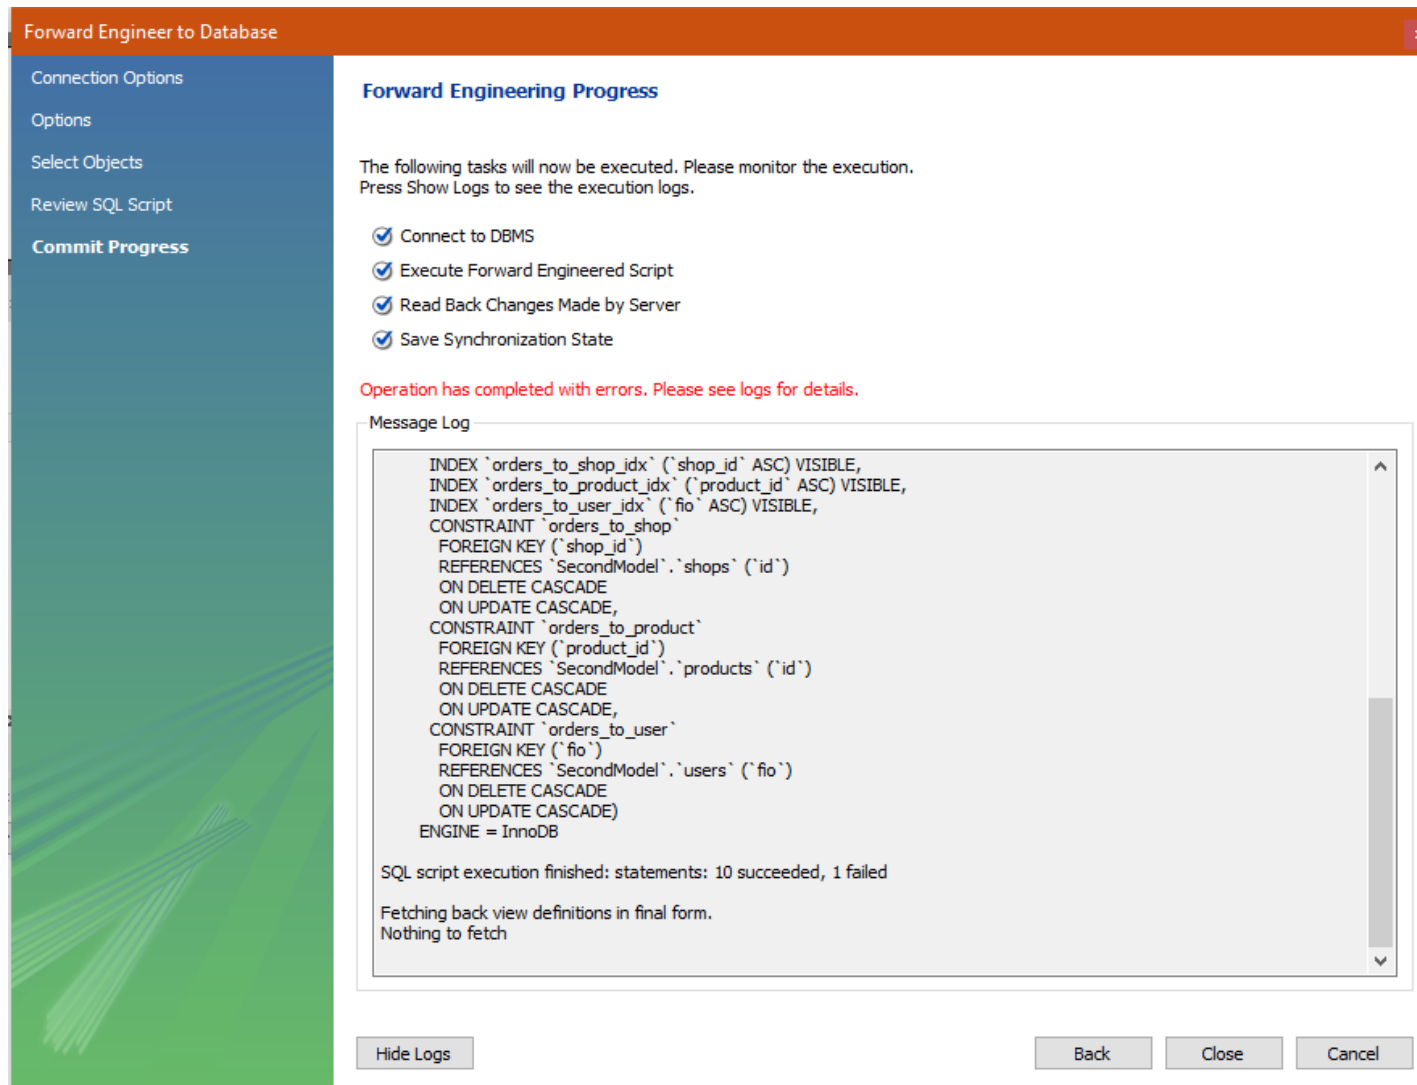 Forward Engineer to Database
Connection Options
Options
Select Objects
Review SQL Script
Commit Progress
Forward Engineering Progress
The following tasks will now be executed. Please monitor the execution.
Press Show Logs to see the execution logs.
Connect to DBMS
Execute Forward Engineered Script
Read Back Changes Made by Server
Save Synchronization State
Operation has completed with errors. Please see logs for details.
Message Log
INDEX `orders_to_shop_idx` (`shop_id` ASC) VISIBLE,
INDEX `orders_to_product_idx` (`product_id` ASC) VISIBLE,
INDEX `orders_to_user_idx` (`fio` ASC) VISIBLE,
CONSTRAINT `orders_to_shop`
FOREIGN KEY (`shop_id`)
REFERENCES `SecondModel`.`shops` (`id`)
ON DELETE CASCADE
ON UPDATE CASCADE,
CONSTRAINT `orders_to_product`
FOREIGN KEY (`product_id`)
REFERENCES `SecondModel`.`products` (`id`)
ON DELETE CASCADE
ON UPDATE CASCADE,
CONSTRAINT `orders_to_user`
FOREIGN KEY (`fio`)
REFERENCES `SecondModel`.`users` (`fio`)
ON DELETE CASCADE
ON UPDATE CASCADE)
ENGINE = InnoDB
SQL script execution finished: statements: 10 succeeded, 1 failed
Fetching back view definitions in final form.
Nothing to fetch
Hide Logs
Back
Close
Cancel